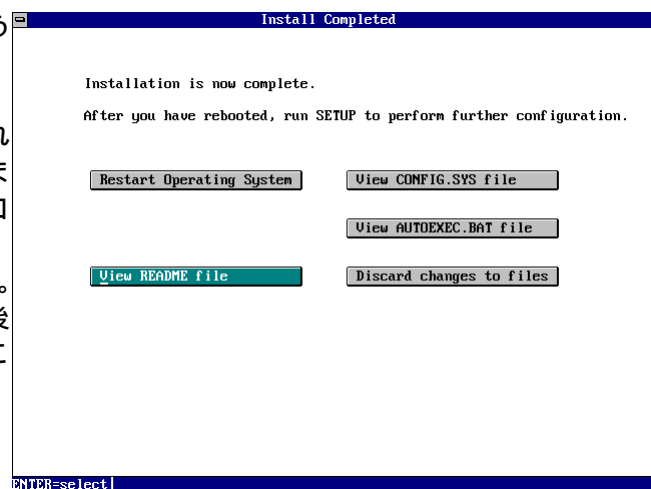 Install Completed
Installation is now complete.
After you have rebooted, run SETUP to perform further configuration.
Restart Operating System
View CONFIG.SYS file
View AUTOEXEC.BAT file
View README file
Discard changes to files
ENTER=select